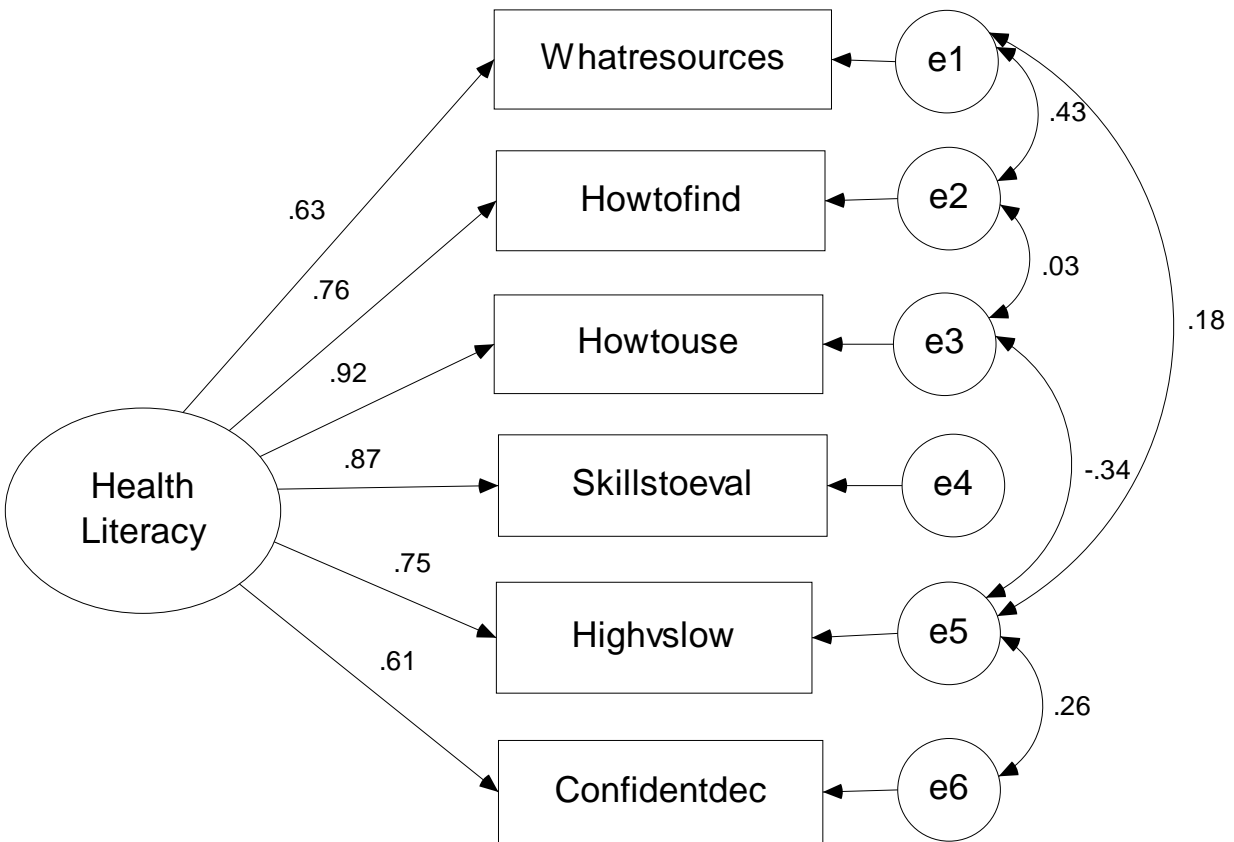 Whatresources
e1
.43
Howtofind
e2
.63
.03
.76
.18
Howtouse
e3
.92
-.34
.87
Skillstoeval
e4
Health
Literacy
.75
Highvslow
e5
.61
.26
Confidentdec
e6